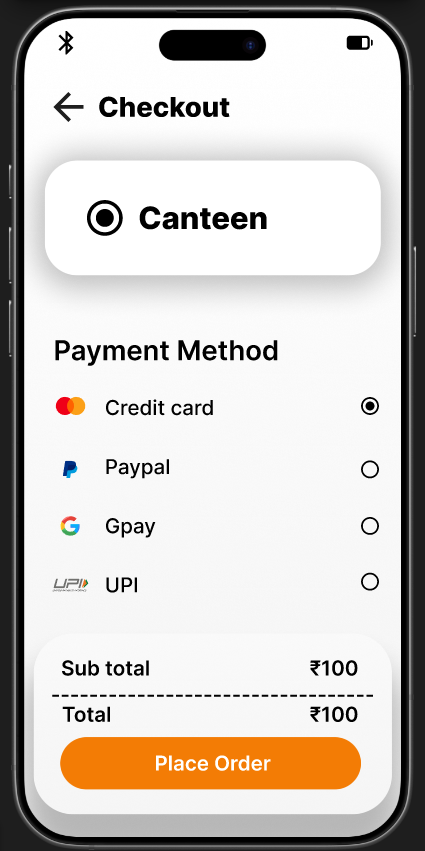 Checkout
Canteen
Payment Method
Credit card
Paypal
Gpay
UPI UPI
Sub total ₹100
Total ₹100
Place Order